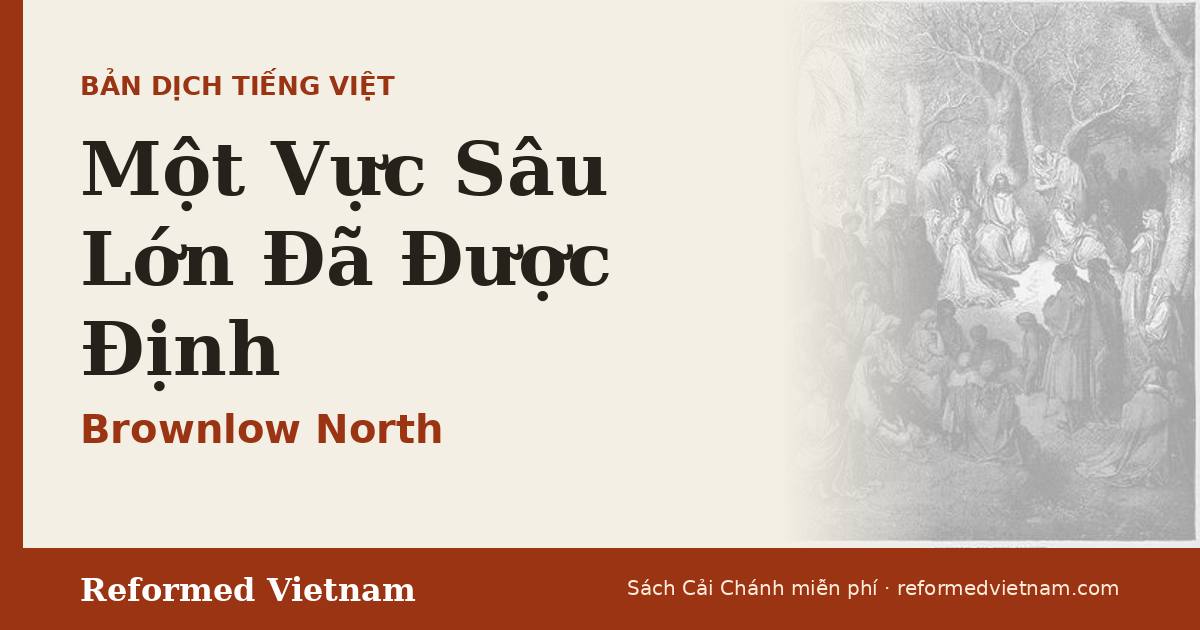 BẢN DỊCH TIẾNG VIỆT
Một Vực Sâu
Lớn Đã Được
Định
Brownlow North
Reformed Vietnam
Sách Cải Chánh miễn phí · reformedvietnam.com